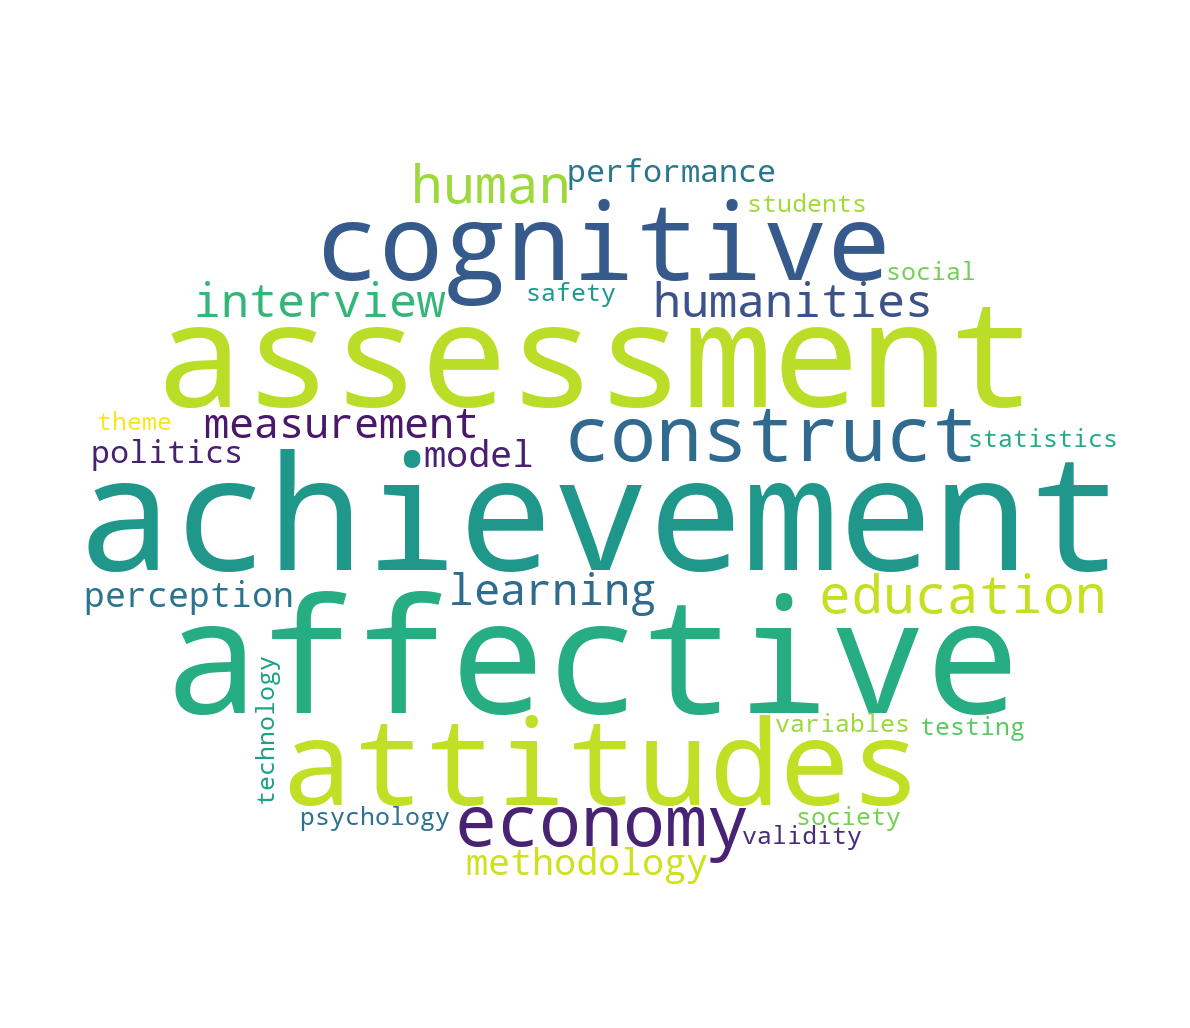 human
performance
students
cognitive
social
interview
safety
humanities
assessment
theme
measurement
construct
statistics
politics
model
achievement
perception
learning
education
affective
technology
variables
testing
attitudes
psychology
economy
society
validity
methodology